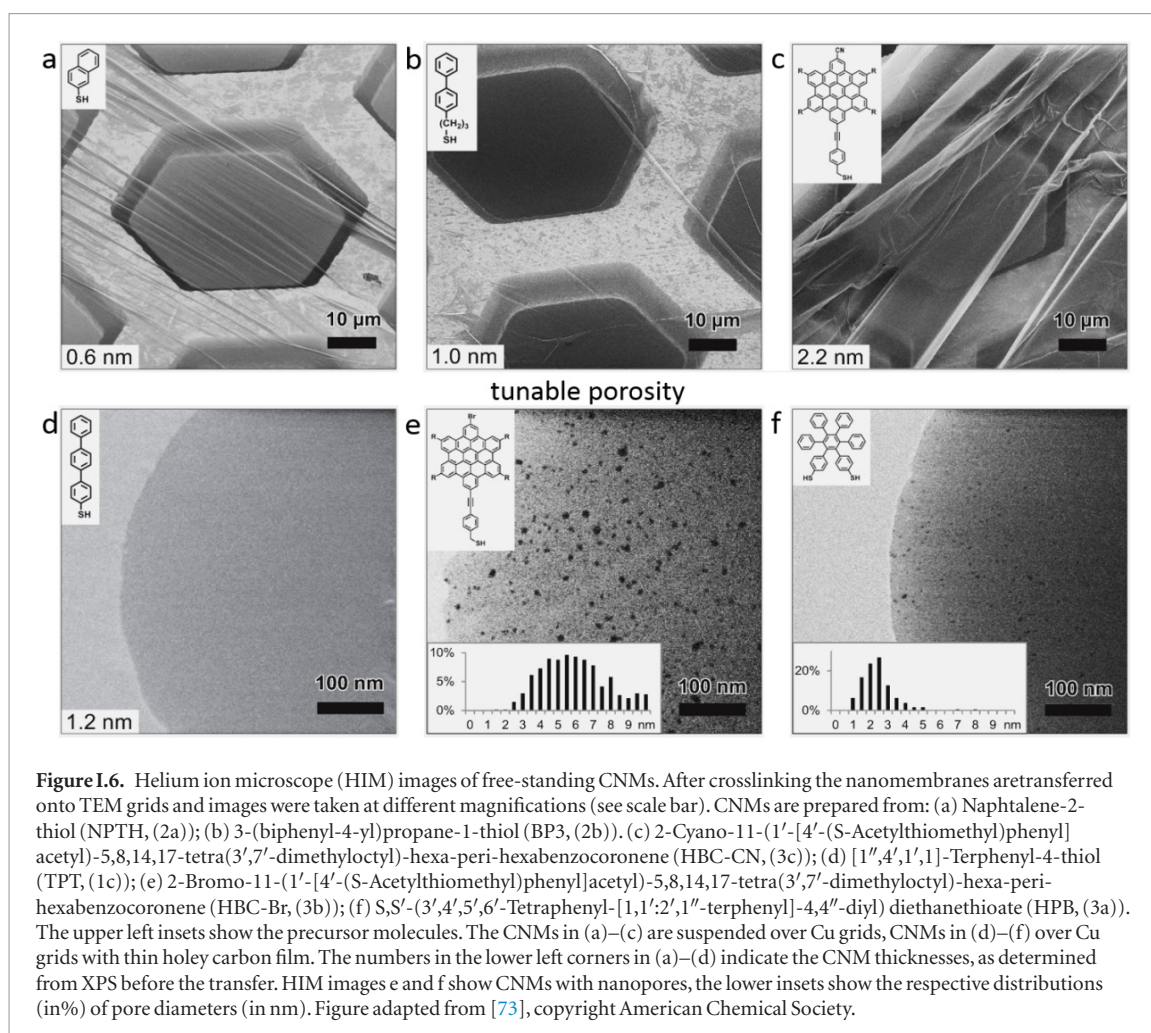 a
SH
10 µm
0.6 nm
b
(CH₂)₃
SH
10 µm
1.0 nm
c
CN
R R
R R
SH
10 µm
2.2 nm
tunable porosity
d
SH
100 nm
1.2 nm
e
Br
R R
R R
SH
10%
5%
0%
0 1 2 3 4 5 6 7 8 9 nm
100 nm
f
HS SH
20%
0%
0 1 2 3 4 5 6 7 8 9 nm
100 nm
Figure I.6. Helium ion microscope (HIM) images of free-standing CNMs. After crosslinking the nanomembranes aretransferred
onto TEM grids and images were taken at different magnifications (see scale bar). CNMs are prepared from: (a) Naphtalene-2-
thiol (NPTH, (2a)); (b) 3-(biphenyl-4-yl)propane-1-thiol (BP3, (2b)). (c) 2-Cyano-11-(1′-[4′-(S-Acetylthiomethyl)phenyl]
acetyl)-5,8,14,17-tetra(3′,7′-dimethyloctyl)-hexa-peri-hexabenzocoronene (HBC-CN, (3c)); (d) [1″,4′,1′,1]-Terphenyl-4-thiol
(TPT, (1c)); (e) 2-Bromo-11-(1′-[4′-(S-Acetylthiomethyl)phenyl]acetyl)-5,8,14,17-tetra(3′,7′-dimethyloctyl)-hexa-peri-
hexabenzocoronene (HBC-Br, (3b)); (f) S,S′-(3′,4′,5′,6′-Tetraphenyl-[1,1′:2′,1″-terphenyl]-4,4″-diyl) diethanethioate (HPB, (3a)).
The upper left insets show the precursor molecules. The CNMs in (a)–(c) are suspended over Cu grids, CNMs in (d)–(f) over Cu
grids with thin holey carbon film. The numbers in the lower left corners in (a)–(d) indicate the CNM thicknesses, as determined
from XPS before the transfer. HIM images e and f show CNMs with nanopores, the lower insets show the respective distributions
(in%) of pore diameters (in nm). Figure adapted from [73], copyright American Chemical Society.